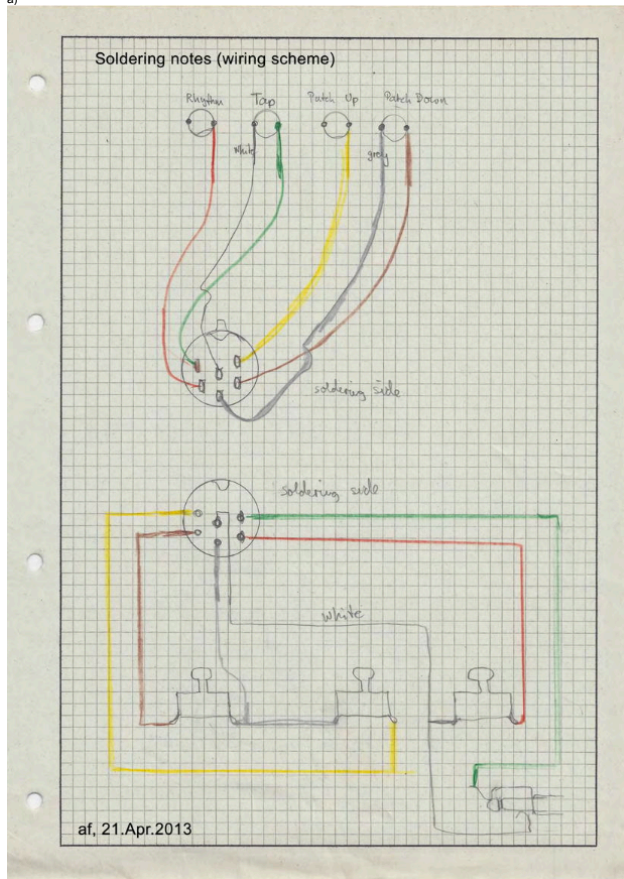 a)
Soldering notes (wiring scheme)
Rhythm Tap Patch Up Patch Down
White grey
soldering side
soldering side
white
af, 21.Apr.2013